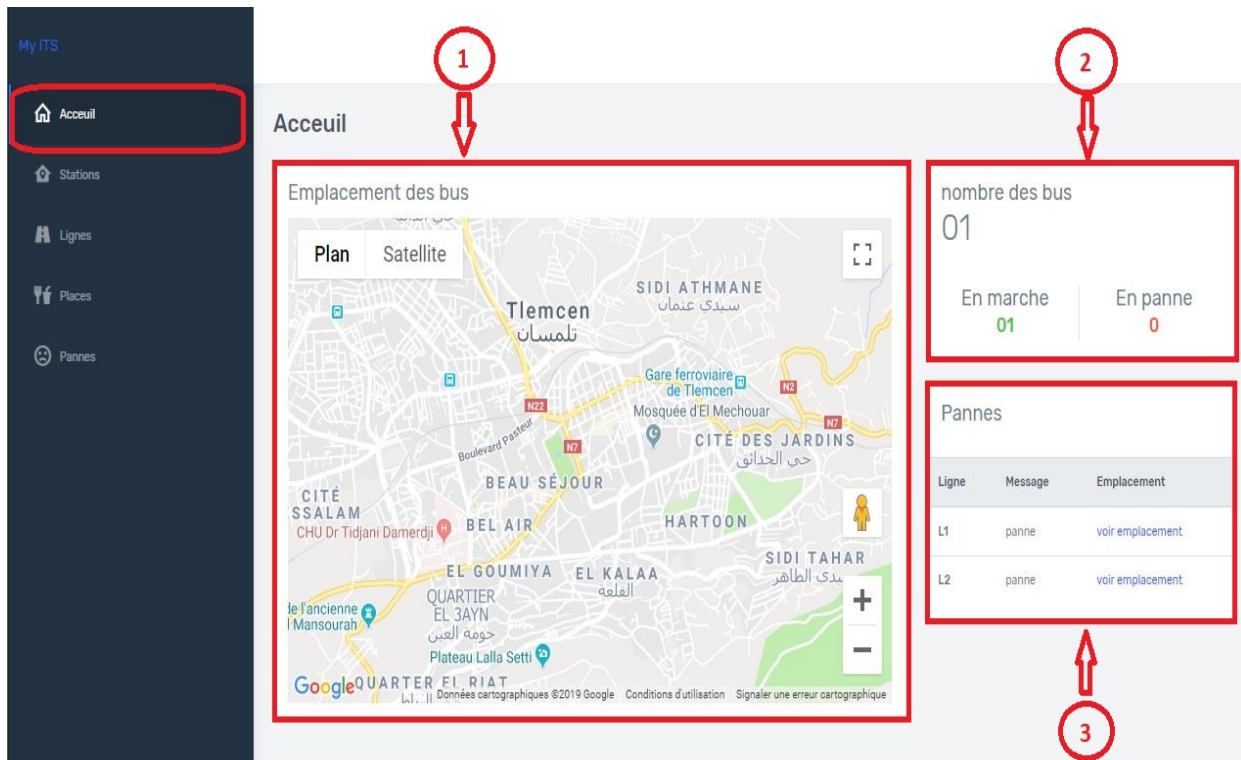 My ITS
Acceuil
Stations
Lignes
Places
Pannes
1
2
Acceuil
Emplacement des bus
Plan Satellite
Tlemcen
تلمسان
SIDI ATHMANE
سيدي عثمان
Gare ferroviaire
de Tlemcen
N2
N22
Mosquée d'El Mechouar
N7
Boulevard Pasteur
N7
CITÉ DES JARDINS
حي الحدائق
BEAU SÉJOUR
CITÉ
SSALAM
CHU Dr Tidjani Damerdji H
BEL AIR
HARTOON
SIDI TAHAR
سيدي الطاهر
EL GOUMIYA
EL KALAA
القلعة
QUARTIER
EL 3AYN
حومة العين
de l'ancienne
Mansourah
Plateau Lalla Setti
QUARTER EL RIAT
Google
Données cartographiques ©2019 Google Conditions d'utilisation Signaler une erreur cartographique
nombre des bus
01
En marche En panne
01 0
Pannes
Ligne Message Emplacement
L1 panne voir emplacement
L2 panne voir emplacement
3